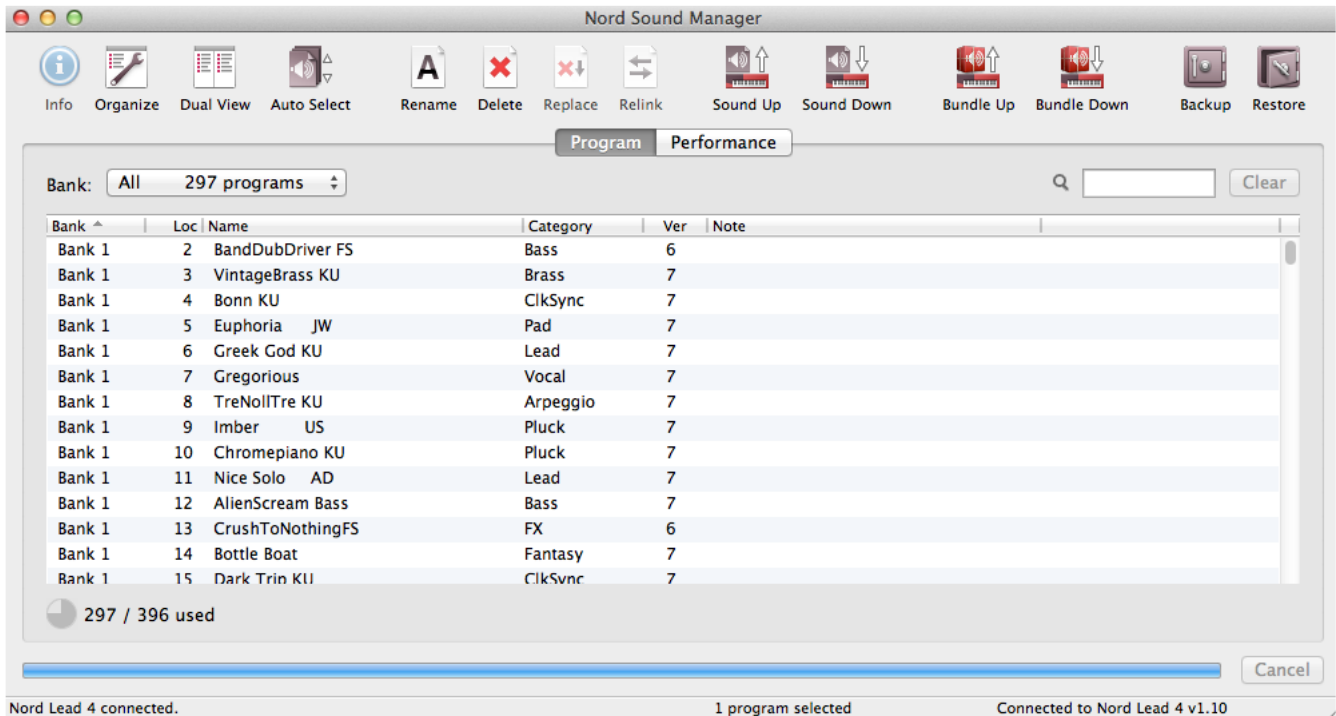 Nord Sound Manager
Info Organize Dual View Auto Select Rename Delete Replace Relink Sound Up Sound Down Bundle Up Bundle Down Backup Restore
Program Performance
Bank: All 297 programs Clear
Bank Loc Name Category Ver Note
Bank 1 2 BandDubDriver FS Bass 6
Bank 1 3 VintageBrass KU Brass 7
Bank 1 4 Bonn KU ClkSync 7
Bank 1 5 Euphoria JW Pad 7
Bank 1 6 Greek God KU Lead 7
Bank 1 7 Gregorious Vocal 7
Bank 1 8 TreNollTre KU Arpeggio 7
Bank 1 9 Imber US Pluck 7
Bank 1 10 Chromepiano KU Pluck 7
Bank 1 11 Nice Solo AD Lead 7
Bank 1 12 AlienScream Bass Bass 7
Bank 1 13 CrushToNothingFS FX 6
Bank 1 14 Bottle Boat Fantasy 7
Bank 1 15 Dark Trip KU ClkSync 7
297 / 396 used
Cancel
Nord Lead 4 connected. 1 program selected Connected to Nord Lead 4 v1.10